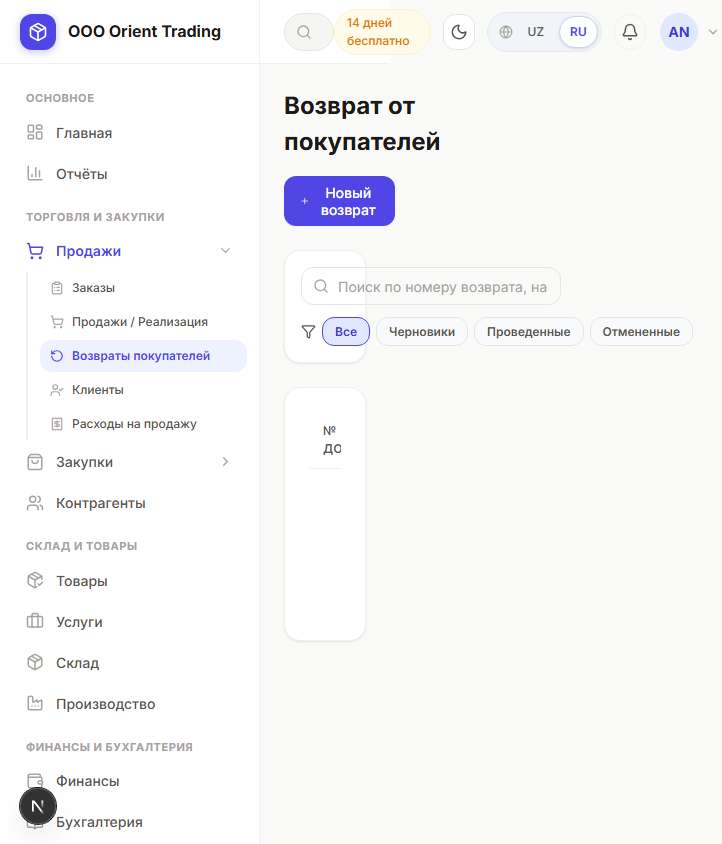 ООО Orient Trading
14 дней
бесплатно
UZ
RU
AN
ОСНОВНОЕ
Главная
Отчёты
ТОРГОВЛЯ И ЗАКУПКИ
Продажи
Заказы
Продажи / Реализация
Возвраты покупателей
Клиенты
Расходы на продажу
Закупки
Контрагенты
СКЛАД И ТОВАРЫ
Товары
Услуги
Склад
Производство
ФИНАНСЫ И БУХГАЛТЕРИЯ
Финансы
Бухгалтерия
N
Возврат от
покупателей
+ Новый
возврат
Поиск по номеру возврата, на
Все
Черновики
Проведенные
Отмененные
№
ДО